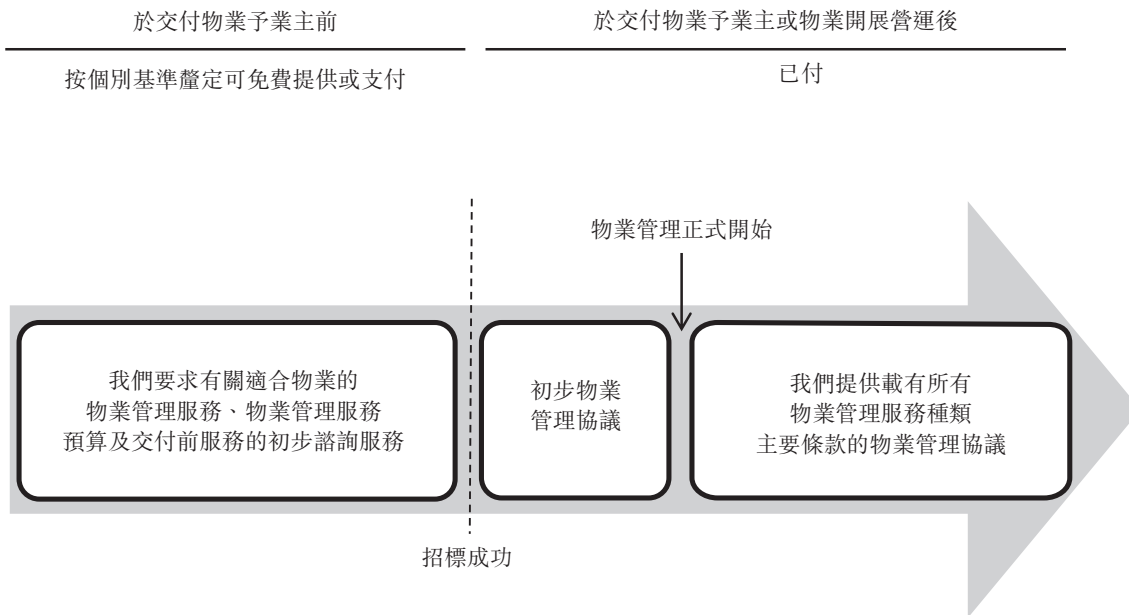 於交付物業予業主前
於交付物業予業主或物業開展營運後
按個別基準釐定可免費提供或支付
已付
物業管理正式開始
我們要求有關適合物業的
物業管理服務、物業管理服務
預算及交付前服務的初步諮詢服務
初步物業
管理協議
我們提供載有所有
物業管理服務種類
主要條款的物業管理協議
招標成功